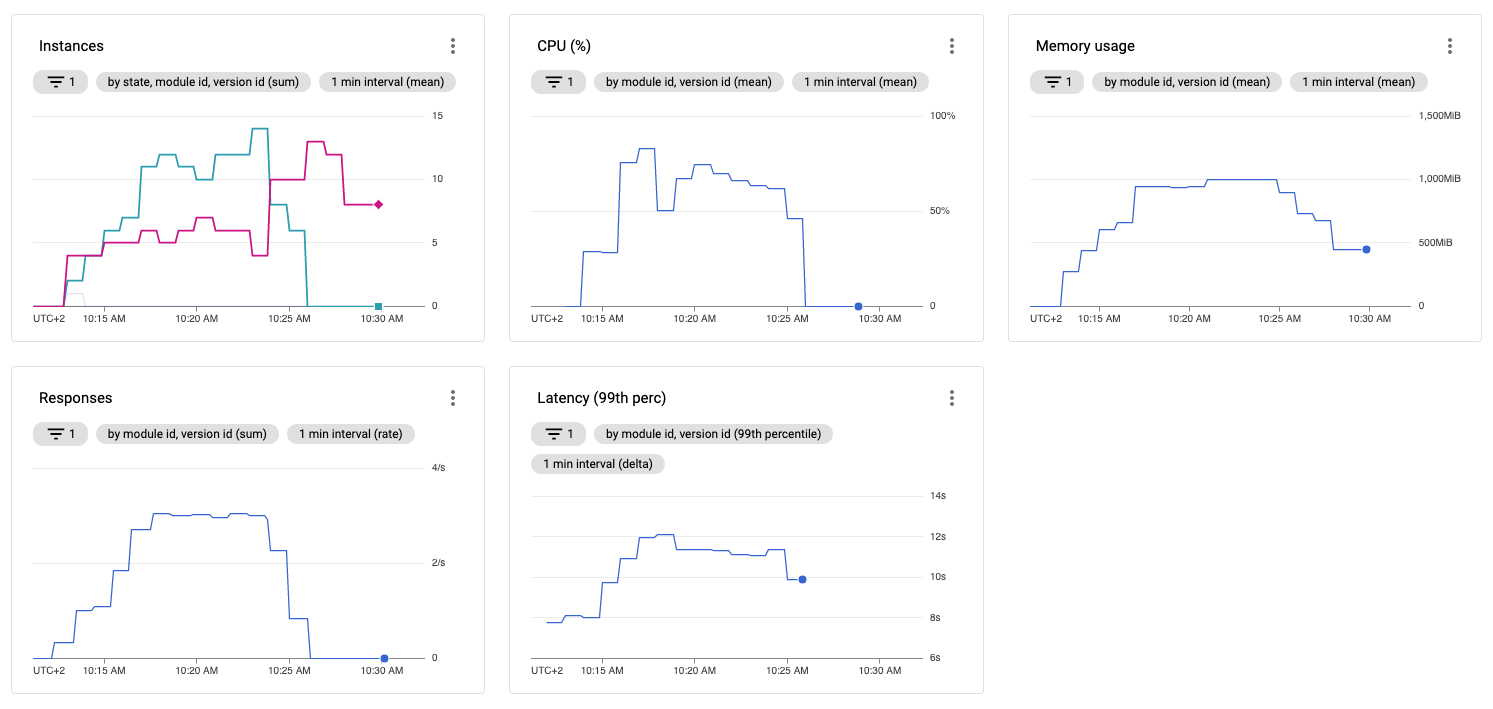 Instances
1
by state, module id, version id (sum)
1 min interval (mean)
15
10
5
0
UTC+2
10:15 AM
10:20 AM
10:25 AM
10:30 AM
CPU (%)
1
by module id, version id (mean)
1 min interval (mean)
100%
50%
0
UTC+2
10:15 AM
10:20 AM
10:25 AM
10:30 AM
Memory usage
1
by module id, version id (mean)
1 min interval (mean)
1,500MiB
1,000MiB
500MiB
0
UTC+2
10:15 AM
10:20 AM
10:25 AM
10:30 AM
Responses
1
by module id, version id (sum)
1 min interval (rate)
4/s
2/s
0
UTC+2
10:15 AM
10:20 AM
10:25 AM
10:30 AM
Latency (99th perc)
1
by module id, version id (99th percentile)
1 min interval (delta)
14s
12s
10s
8s
6s
UTC+2
10:15 AM
10:20 AM
10:25 AM
10:30 AM